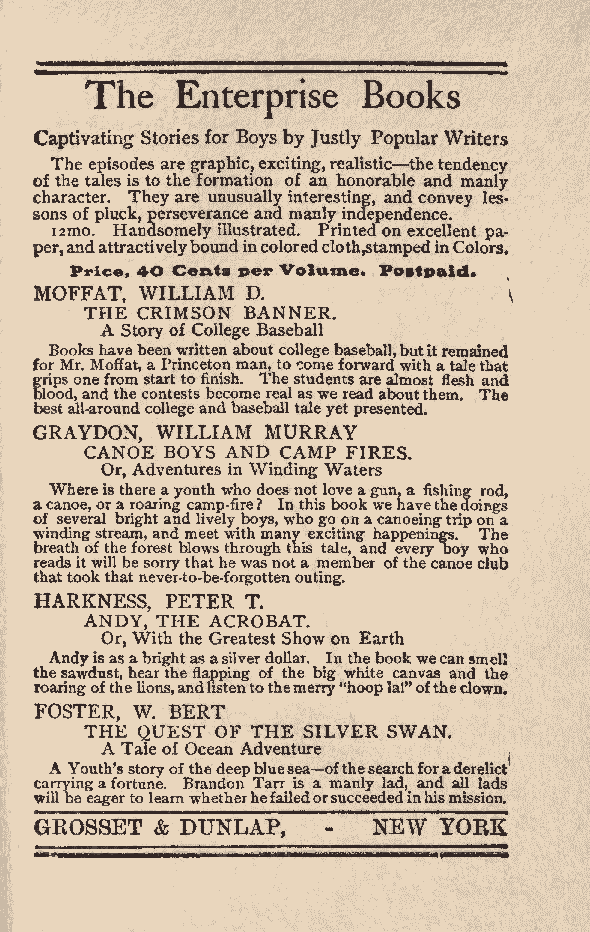 The Enterprise Books
Captivating Stories for Boys by Justly Popular Writers
The episodes are graphic, exciting, realistic—the tendency
of the tales is to the formation of an honorable and manly
character. They are unusually interesting, and convey les-
sons of pluck, perseverance and manly independence.
12mo. Handsomely illustrated. Printed on excellent pa-
per, and attractively bound in colored cloth,stamped in Colors.
Price, 40 Cents per Volume. Postpaid.
MOFFAT, WILLIAM D.
THE CRIMSON BANNER.
A Story of College Baseball
Books have been written about college baseball, but it remained
for Mr. Moffat, a Princeton man, to come forward with a tale that
grips one from start to finish. The students are almost flesh and
blood, and the contests become real as we read about them. The
best all-around college and baseball tale yet presented.
GRAYDON, WILLIAM MURRAY
CANOE BOYS AND CAMP FIRES.
Or, Adventures in Winding Waters
Where is there a youth who does not love a gun, a fishing rod,
a canoe, or a roaring camp-fire? In this book we have the doings
of several bright and lively boys, who go on a canoeing trip on a
winding stream, and meet with many exciting happenings. The
breath of the forest blows through this tale, and every boy who
reads it will be sorry that he was not a member of the canoe club
that took that never-to-be-forgotten outing.
HARKNESS, PETER T.
ANDY, THE ACROBAT.
Or, With the Greatest Show on Earth
Andy is as a bright as a silver dollar. In the book we can smell
the sawdust, hear the flapping of the big white canvas and the
roaring of the lions, and listen to the merry "hoop la!" of the clown.
FOSTER, W. BERT
THE QUEST OF THE SILVER SWAN.
A Tale of Ocean Adventure
A Youth's story of the deep blue sea—of the search for a derelict
carrying a fortune. Brandon Tarr is a manly lad, and all lads
will be eager to learn whether he failed or succeeded in his mission.
GROSSET & DUNLAP, - NEW YORK